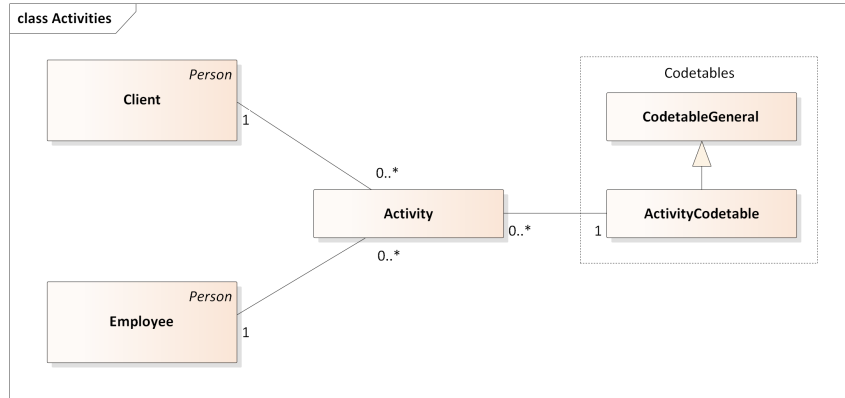 class Activities
Person
Client
1
0..*
Activity
0..*
Person
Employee
1
0..*
1
Codetables
CodetableGeneral
ActivityCodetable